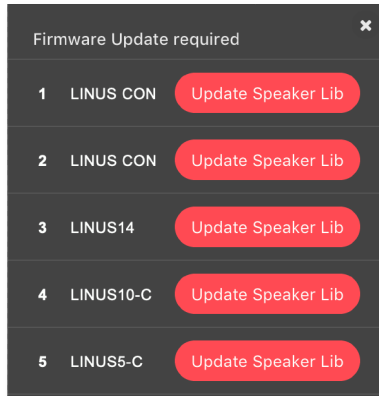 Firmware Update required
1 LINUS CON Update Speaker Lib
2 LINUS CON Update Speaker Lib
3 LINUS14 Update Speaker Lib
4 LINUS10-C Update Speaker Lib
5 LINUS5-C Update Speaker Lib